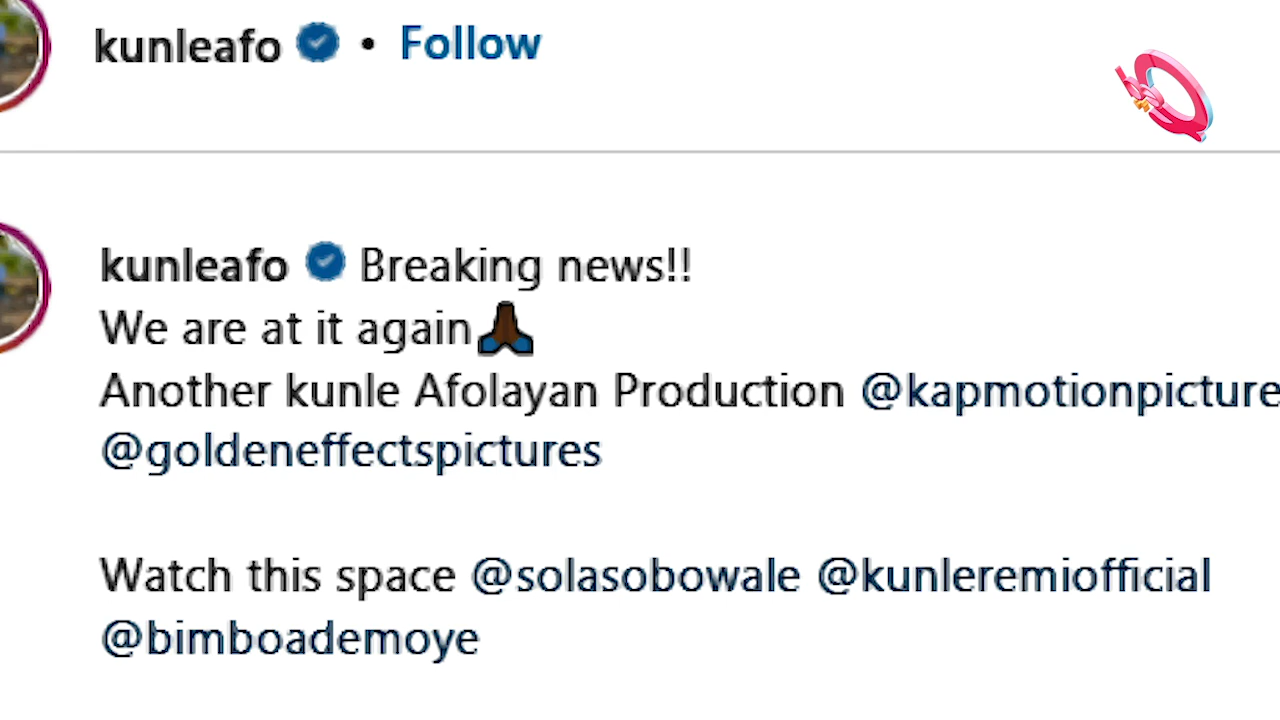 kunleafo • Follow
kunleafo Breaking news!!
We are at it again🙏🏿
Another kunle Afolayan Production @kapmotionpicture
@goldeneffectspictures
Watch this space @solasobowale @kunleremiofficial
@bimboademoye